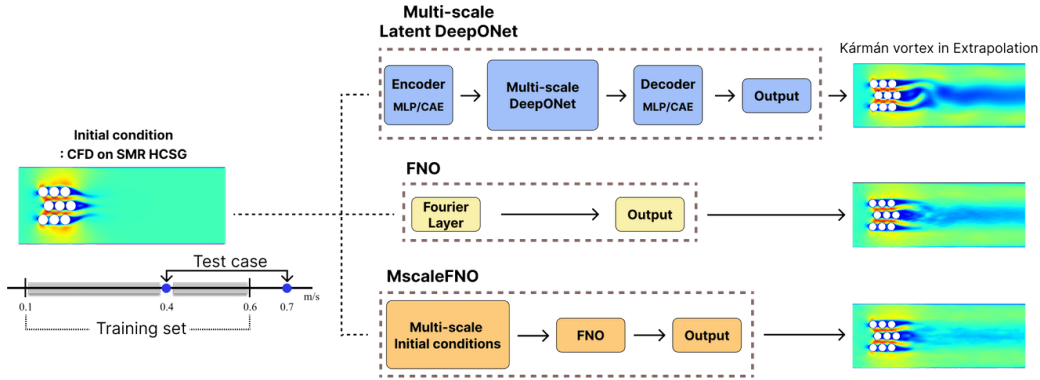 Multi-scale
Latent DeepONet
Encoder
MLP/CAE
Multi-scale
DeepONet
Decoder
MLP/CAE
Output
Kármán vortex in Extrapolation
Initial condition
: CFD on SMR HCSG
FNO
Fourier
Layer
Output
Test case
0.1
0.4
0.6
0.7
m/s
Training set
MscaleFNO
Multi-scale
Initial conditions
FNO
Output